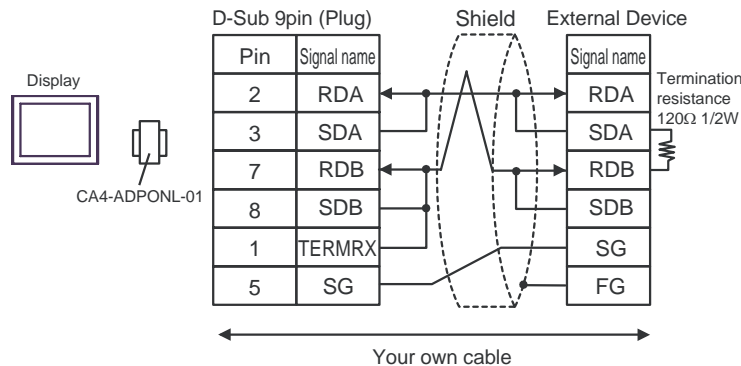 D-Sub 9pin (Plug)
Shield
External Device
Pin
Signal name
Signal name
Display
CA4-ADPONL-01
2
RDA
RDA
3
SDA
SDA
7
RDB
RDB
8
SDB
SDB
1
TERMRX
SG
5
SG
FG
Termination
resistance
120Ω 1/2W
Your own cable